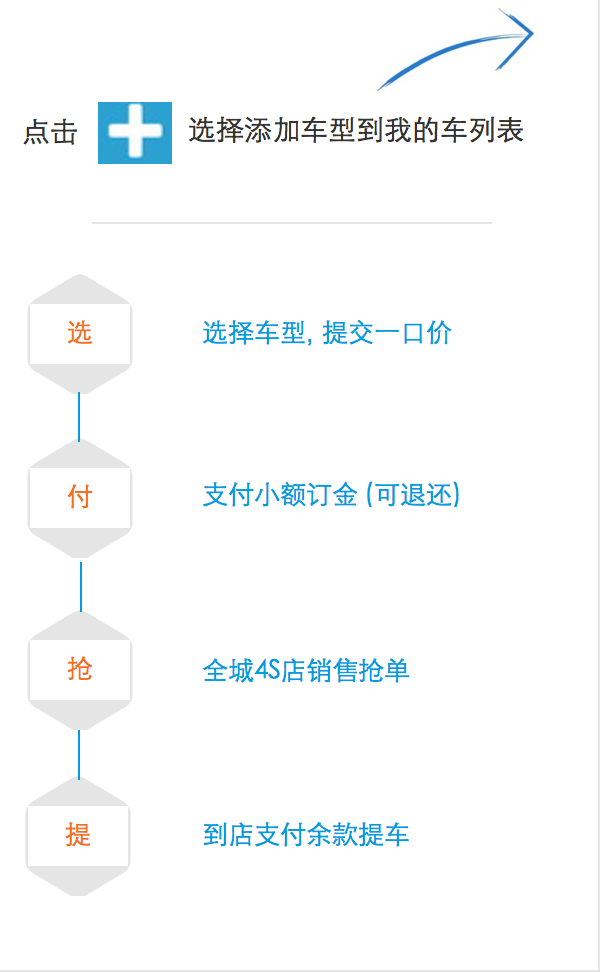 点击 选择添加车型到我的车列表
选 选择车型, 提交一口价
付 支付小额订金 (可退还)
抢 全城4S店销售抢单
提 到店支付余款提车